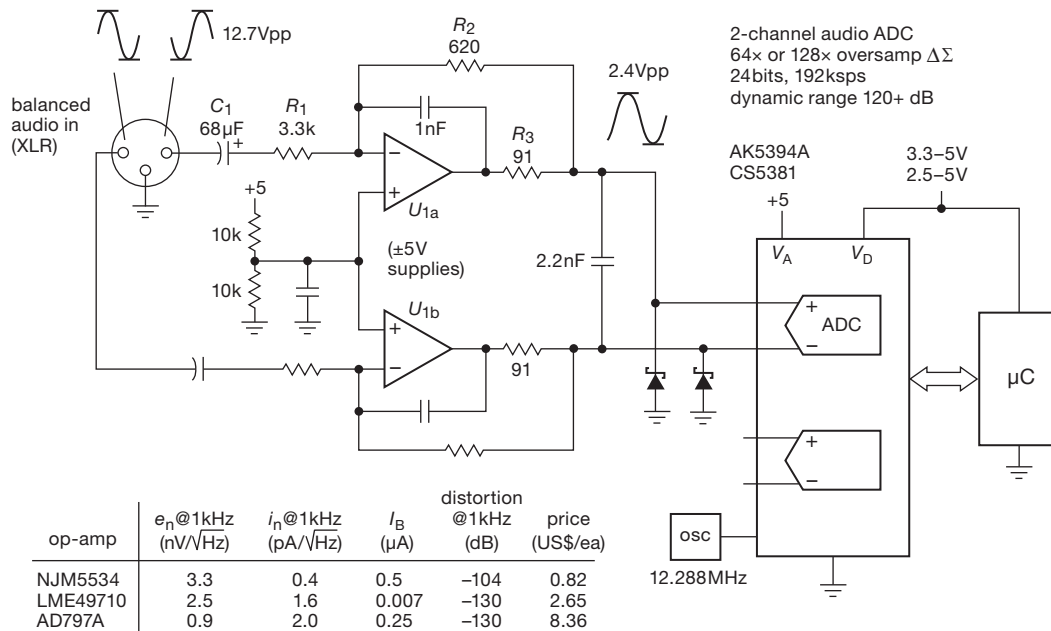 12.7Vpp
balanced
audio in
(XLR)
C1
68µF
+
R1
3.3k
R2
620
1nF
R3
91
−
+
U1a
2.4Vpp
+5
10k
10k
(±5V
supplies)
2.2nF
U1b
+
−
91
2-channel audio ADC
64× or 128× oversamp ΔΣ
24bits, 192ksps
dynamic range 120+ dB
AK5394A
CS5381
3.3–5V
2.5–5V
+5
VA
VD
+
ADC
−
+
−
µC
osc
12.288MHz
op-amp
en@1kHz
(nV/√Hz)
in@1kHz
(pA/√Hz)
IB
(µA)
distortion
@1kHz
(dB)
price
(US$/ea)
NJM5534 3.3 0.4 0.5 –104 0.82
LME49710 2.5 1.6 0.007 –130 2.65
AD797A 0.9 2.0 0.25 –130 8.36